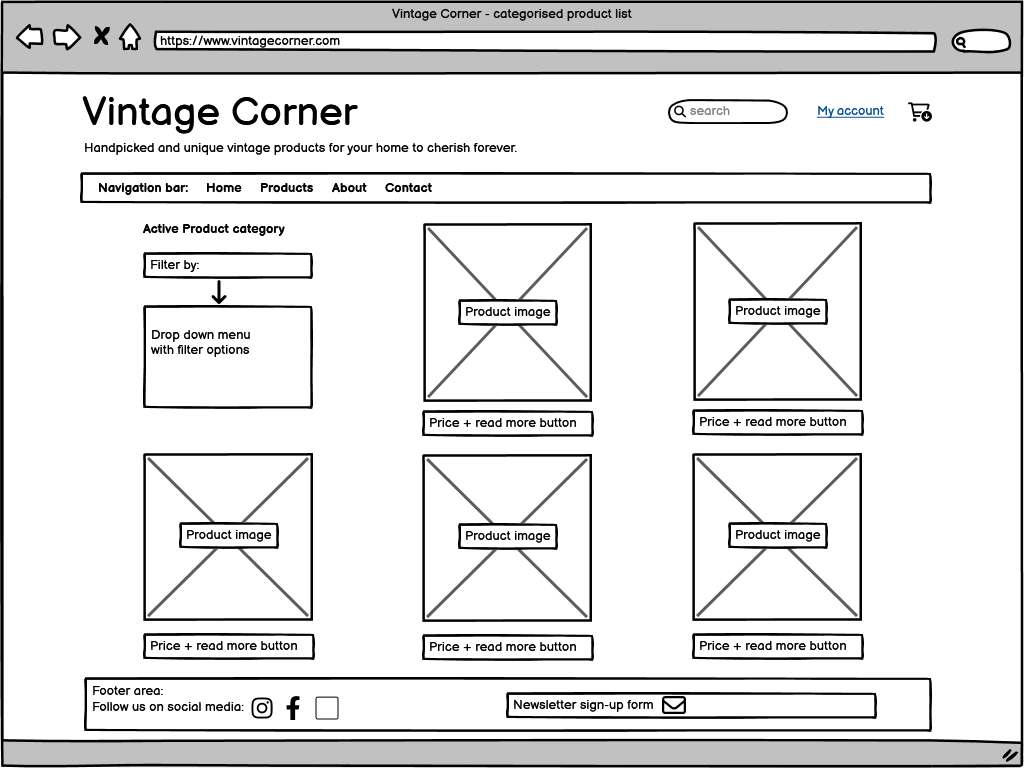 Vintage Corner - categorised product list
https://www.vintagecorner.com
Vintage Corner
search
My account
Handpicked and unique vintage products for your home to cherish forever.
Navigation bar: Home Products About Contact
Active Product category
Filter by:
Drop down menu
with filter options
Product image
Product image
Price + read more button
Price + read more button
Product image
Product image
Product image
Price + read more button
Price + read more button
Price + read more button
Footer area:
Follow us on social media:
Newsletter sign-up form